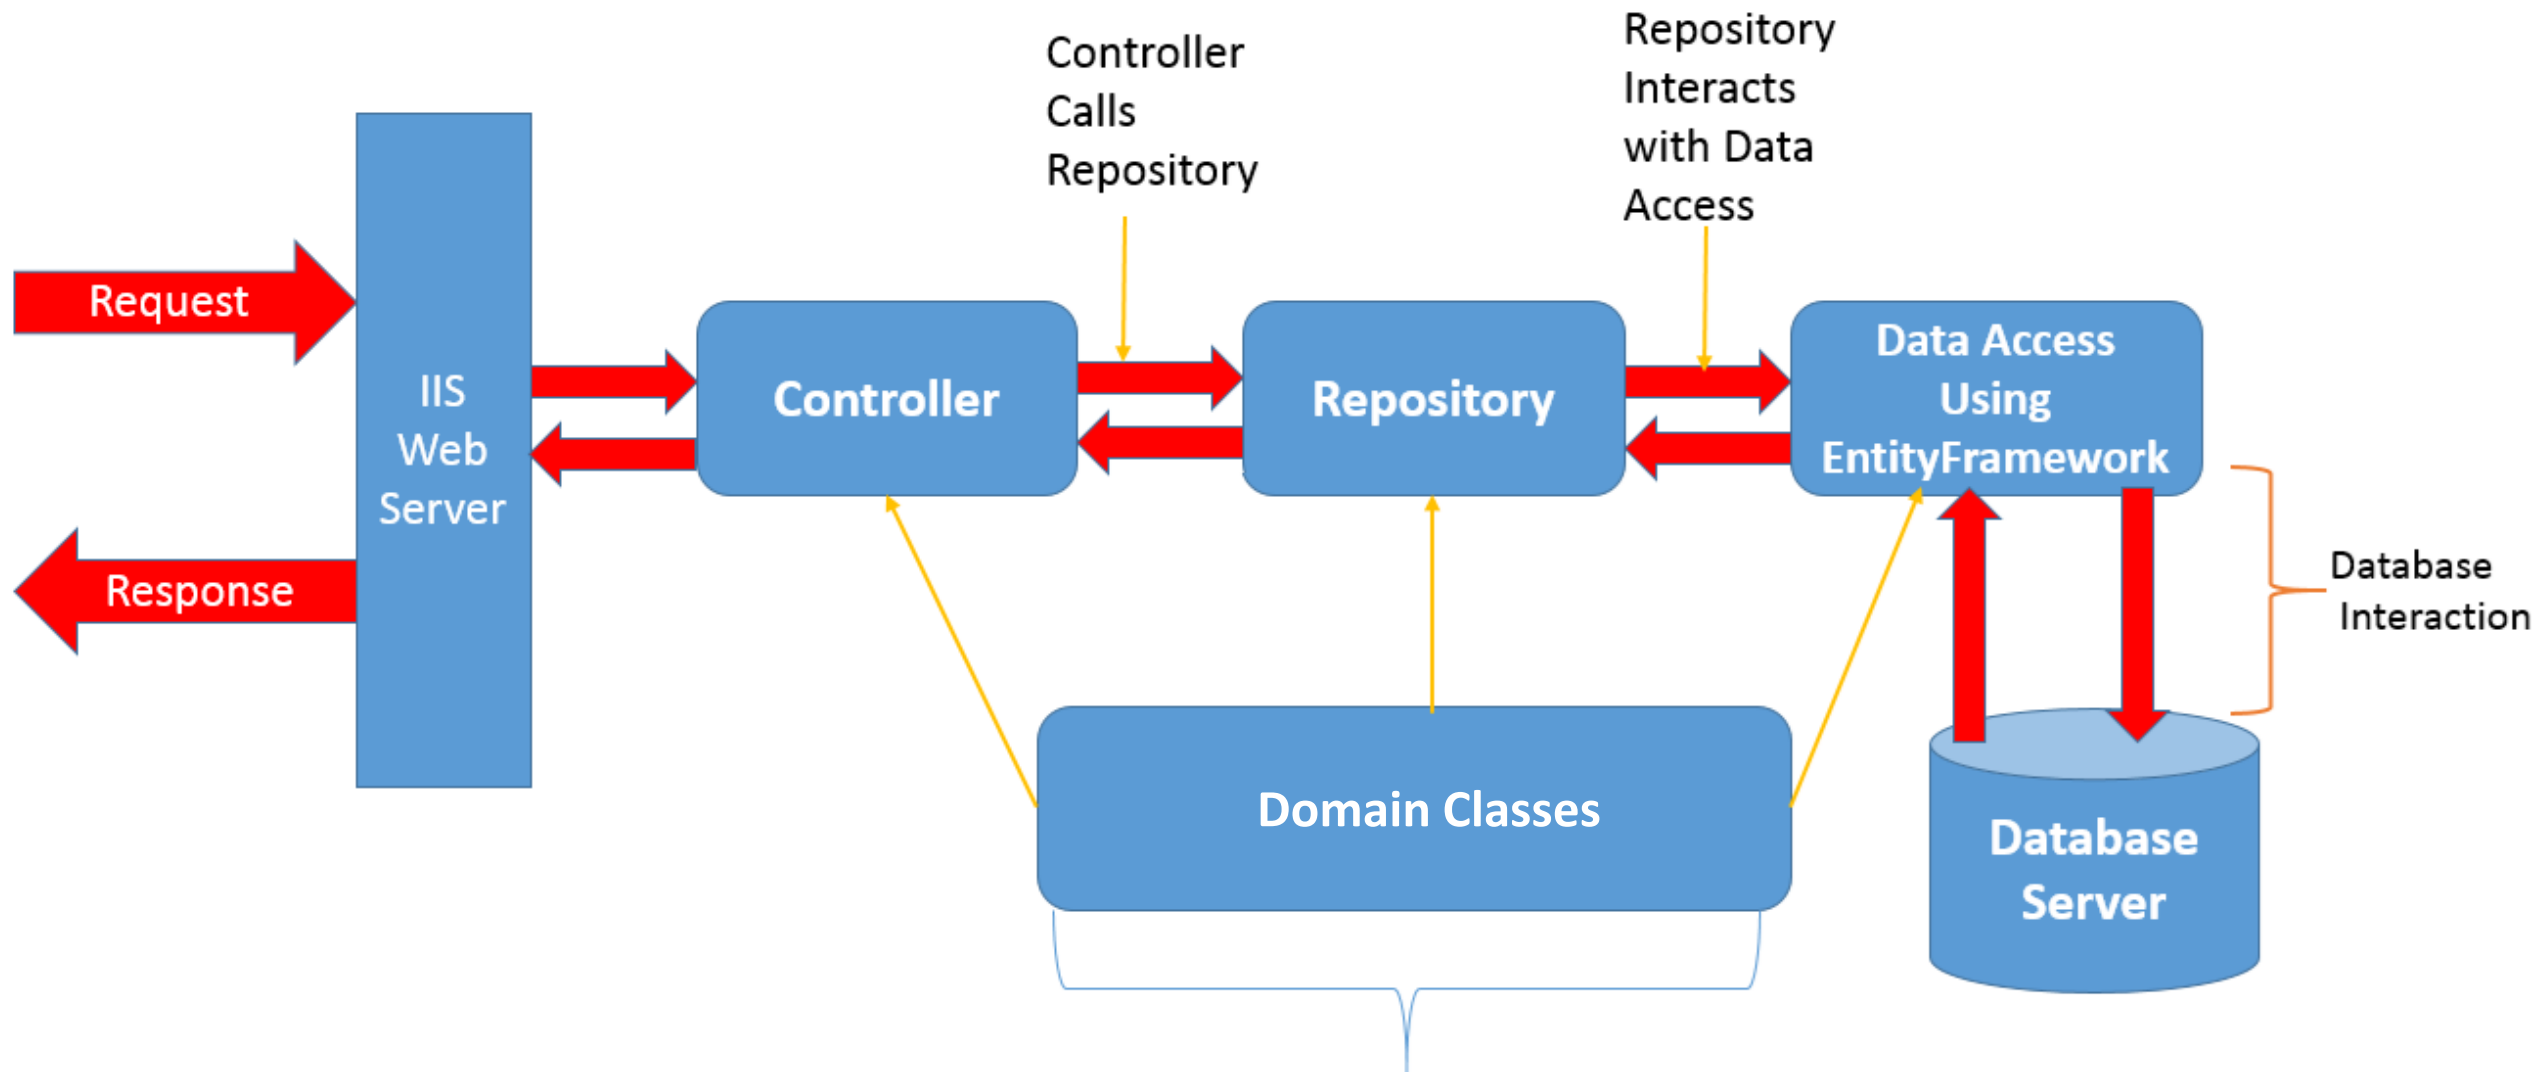 Controller
Calls
Repository
Repository
Interacts
with Data
Access
Request
Response
IIS
Web
Server
Controller
Repository
Data Access
Using
EntityFramework
Database
Interaction
Domain Classes
Database
Server